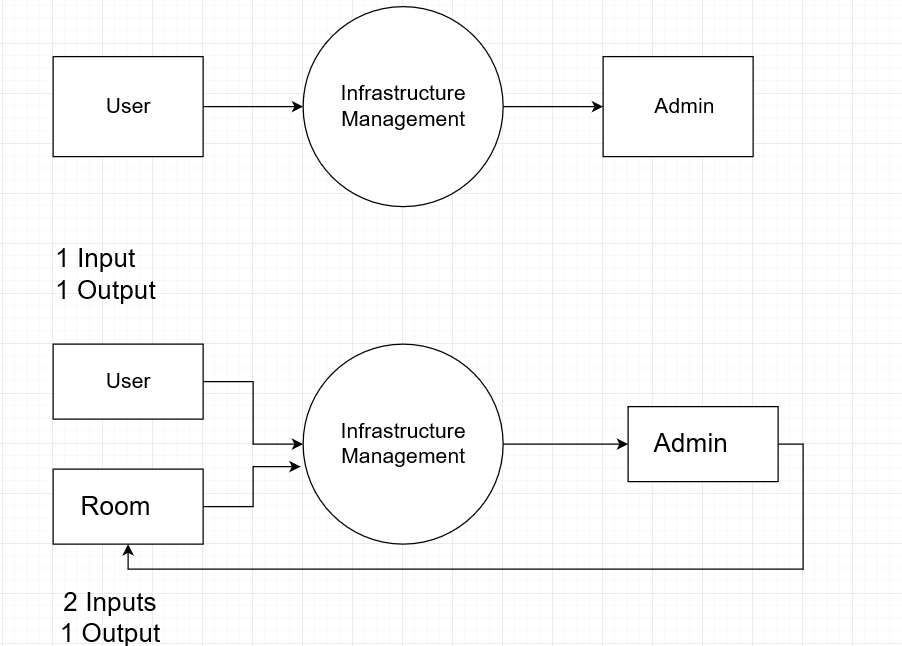 User
Infrastructure
Management
Admin
1 Input
1 Output
User
Infrastructure
Management
Admin
Room
2 Inputs
1 Output